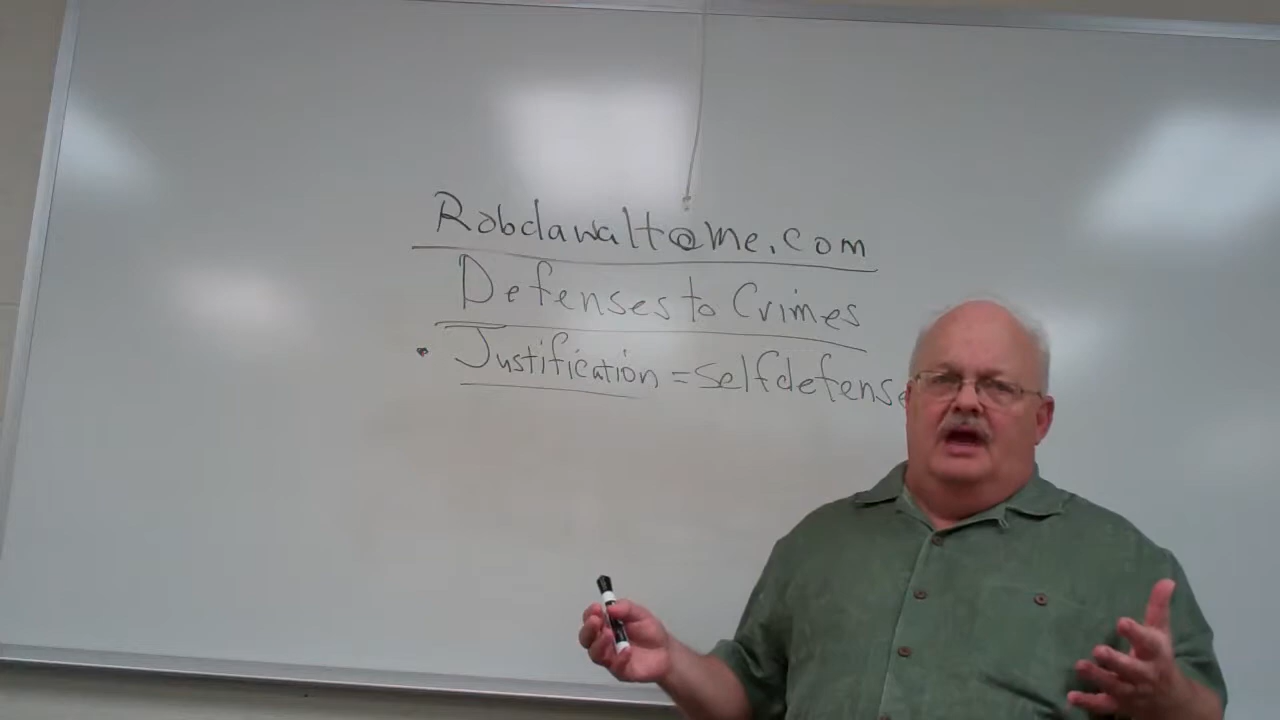 Robdawalt@me.com
Defenses to Crimes
• Justification = selfdefense